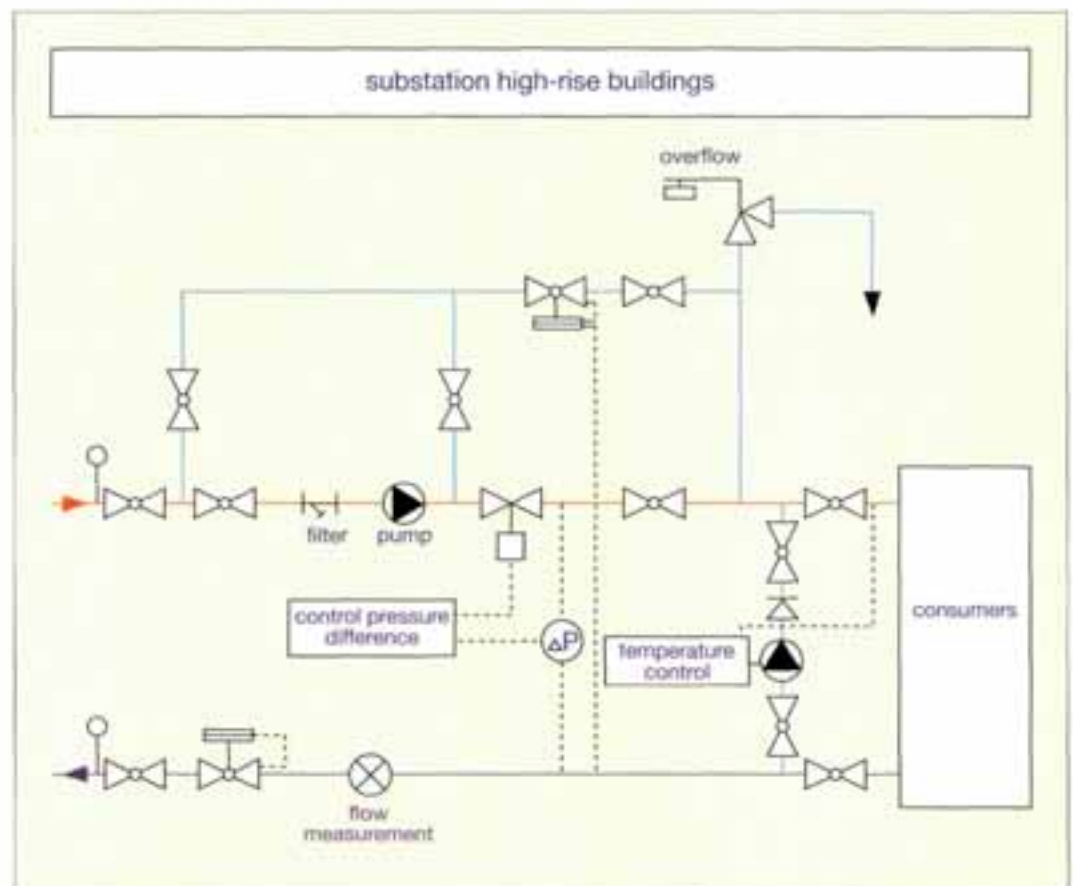 substation high-rise buildings
overflow
filter
pump
control pressure
difference
ΔP
temperature
control
consumers
flow
measurement